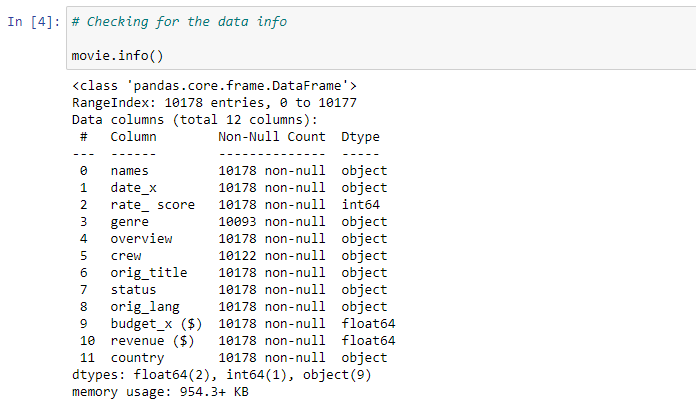 In [4]: # Checking for the data info
movie.info()
<class 'pandas.core.frame.DataFrame'>
RangeIndex: 10178 entries, 0 to 10177
Data columns (total 12 columns):
 #   Column       Non-Null Count  Dtype
---  ------       --------------  -----
 0   names        10178 non-null  object
 1   date_x       10178 non-null  object
 2   rate_ score  10178 non-null  int64
 3   genre        10093 non-null  object
 4   overview     10178 non-null  object
 5   crew         10122 non-null  object
 6   orig_title   10178 non-null  object
 7   status       10178 non-null  object
 8   orig_lang    10178 non-null  object
 9   budget_x ($)  10178 non-null  float64
 10  revenue ($)  10178 non-null  float64
 11  country      10178 non-null  object
dtypes: float64(2), int64(1), object(9)
memory usage: 954.3+ KB